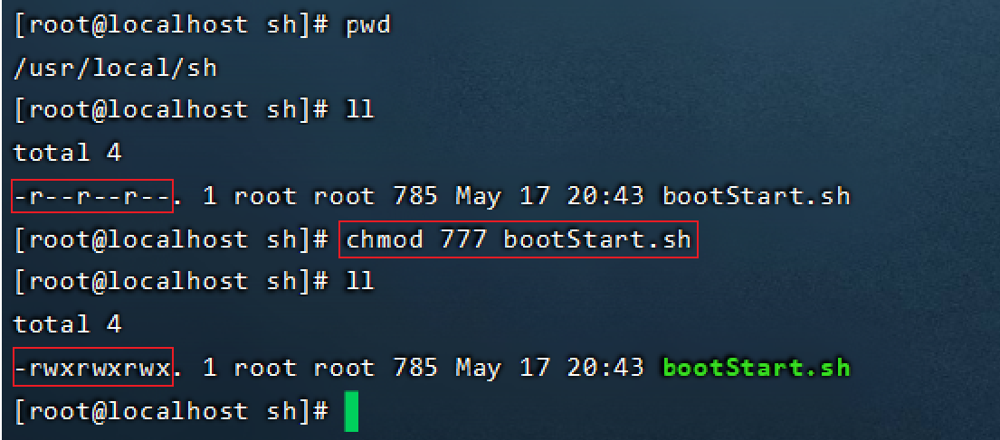 [root@localhost sh]# pwd
/usr/local/sh
[root@localhost sh]# ll
total 4
-r--r--r--. 1 root root 785 May 17 20:43 bootStart.sh
[root@localhost sh]# chmod 777 bootStart.sh
[root@localhost sh]# ll
total 4
-rwxrwxrwx. 1 root root 785 May 17 20:43 bootStart.sh
[root@localhost sh]#